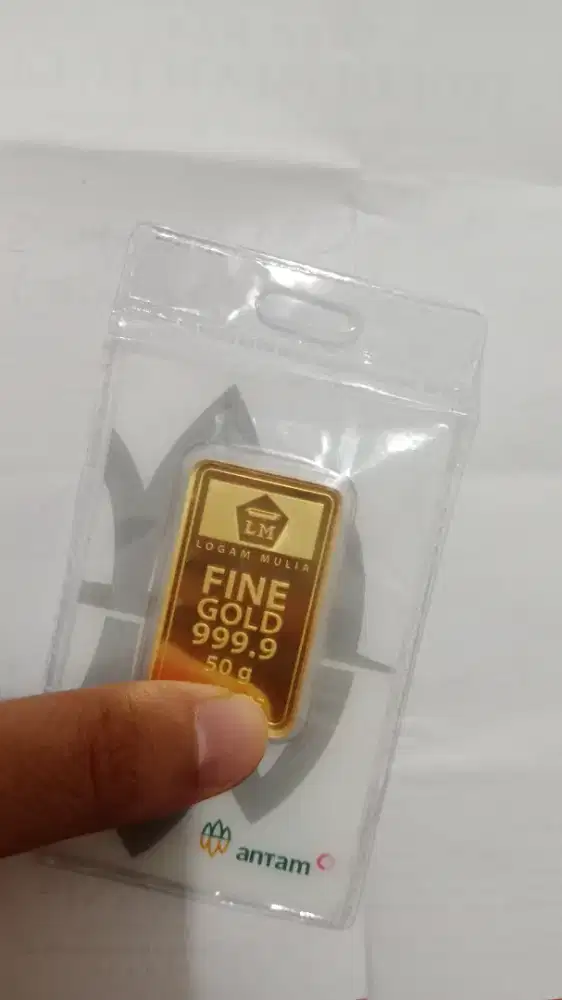 LM
LOGAM MULIA
FINE
GOLD
999.9
50 g
antam